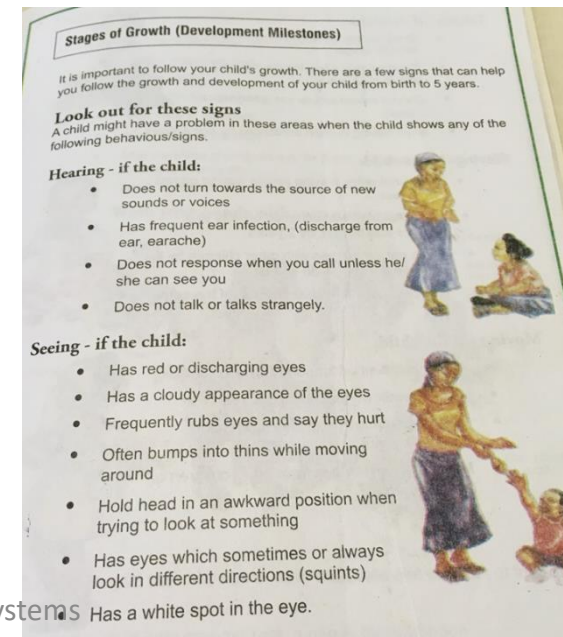 Stages of Growth (Development Milestones)
It is important to follow your child's growth. There are a few signs that can help
you follow the growth and development of your child from birth to 5 years.
Look out for these signs
A child might have a problem in these areas when the child shows any of the
following behavious/signs.
Hearing - if the child:
• Does not turn towards the source of new
sounds or voices
• Has frequent ear infection, (discharge from
ear, earache)
• Does not response when you call unless he/
she can see you
• Does not talk or talks strangely.
Seeing - if the child:
• Has red or discharging eyes
• Has a cloudy appearance of the eyes
• Frequently rubs eyes and say they hurt
• Often bumps into thins while moving
around
• Hold head in an awkward position when
trying to look at something
• Has eyes which sometimes or always
look in different directions (squints)
• Has a white spot in the eye.
ystems